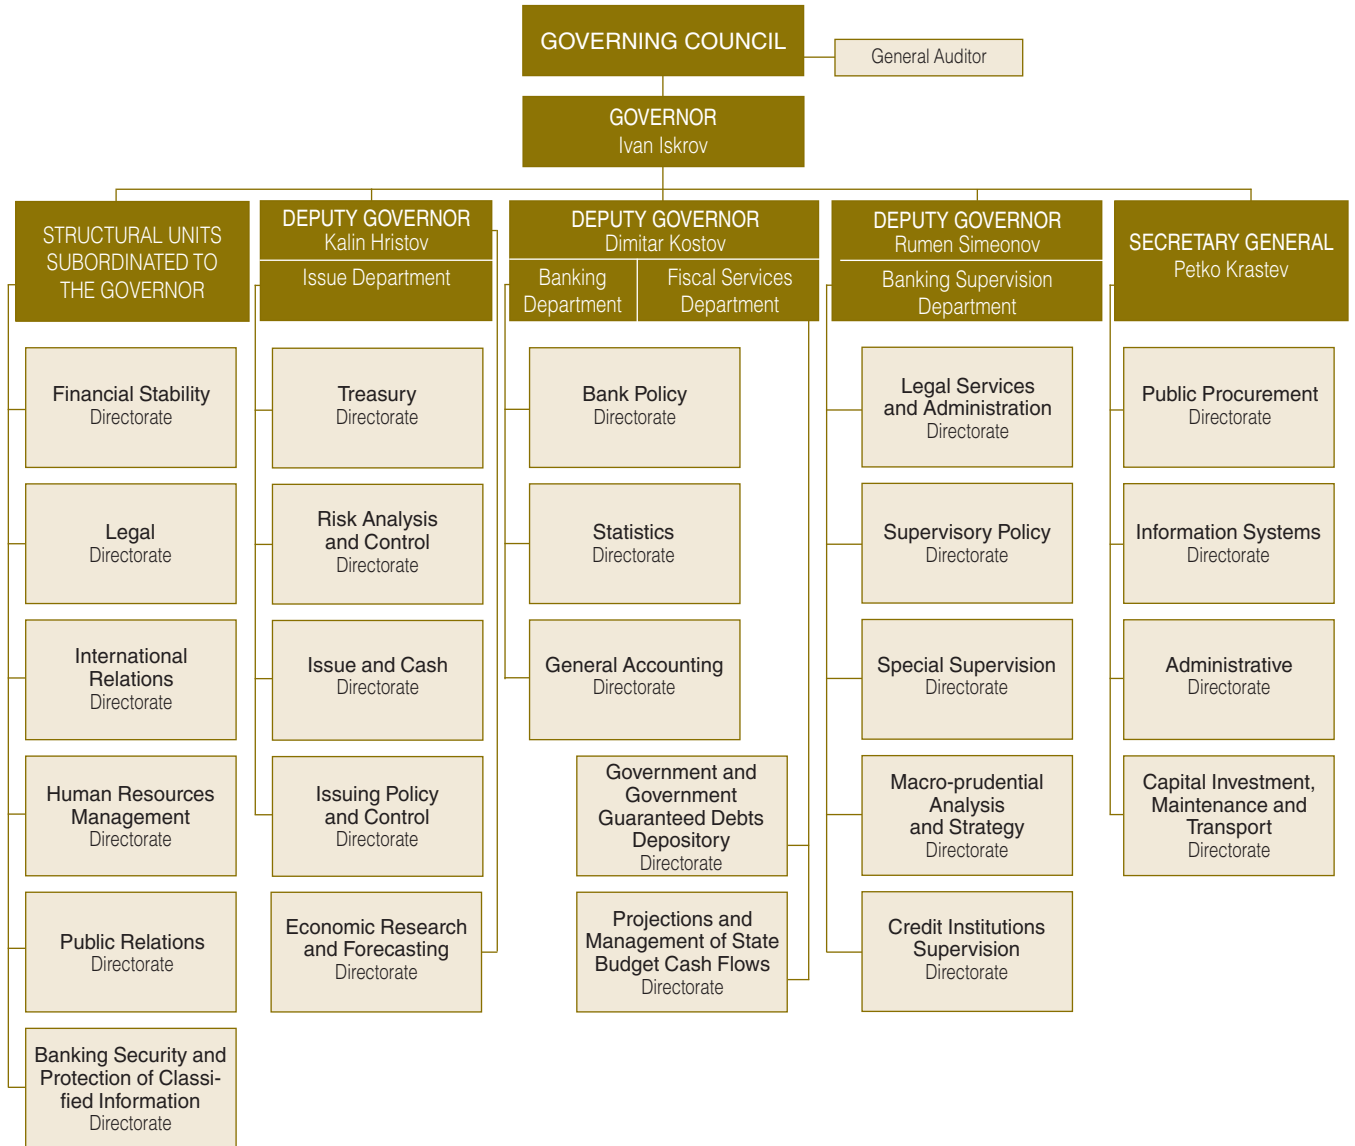 GOVERNING COUNCIL
General Auditor
GOVERNOR
Ivan Iskrov
STRUCTURAL UNITS
SUBORDINATED TO
THE GOVERNOR
DEPUTY GOVERNOR
Kalin Hristov
Issue Department
DEPUTY GOVERNOR
Dimitar Kostov
Banking
Department
Fiscal Services
Department
DEPUTY GOVERNOR
Rumen Simeonov
Banking Supervision
Department
SECRETARY GENERAL
Petko Krastev
Financial Stability
Directorate
Legal
Directorate
International
Relations
Directorate
Human Resources
Management
Directorate
Public Relations
Directorate
Banking Security and
Protection of Classi-
fied Information
Directorate
Treasury
Directorate
Risk Analysis
and Control
Directorate
Issue and Cash
Directorate
Issuing Policy
and Control
Directorate
Economic Research
and Forecasting
Directorate
Bank Policy
Directorate
Statistics
Directorate
General Accounting
Directorate
Government and
Government
Guaranteed Debts
Depository
Directorate
Projections and
Management of State
Budget Cash Flows
Directorate
Legal Services
and Administration
Directorate
Supervisory Policy
Directorate
Special Supervision
Directorate
Macro-prudential
Analysis
and Strategy
Directorate
Credit Institutions
Supervision
Directorate
Public Procurement
Directorate
Information Systems
Directorate
Administrative
Directorate
Capital Investment,
Maintenance and
Transport
Directorate